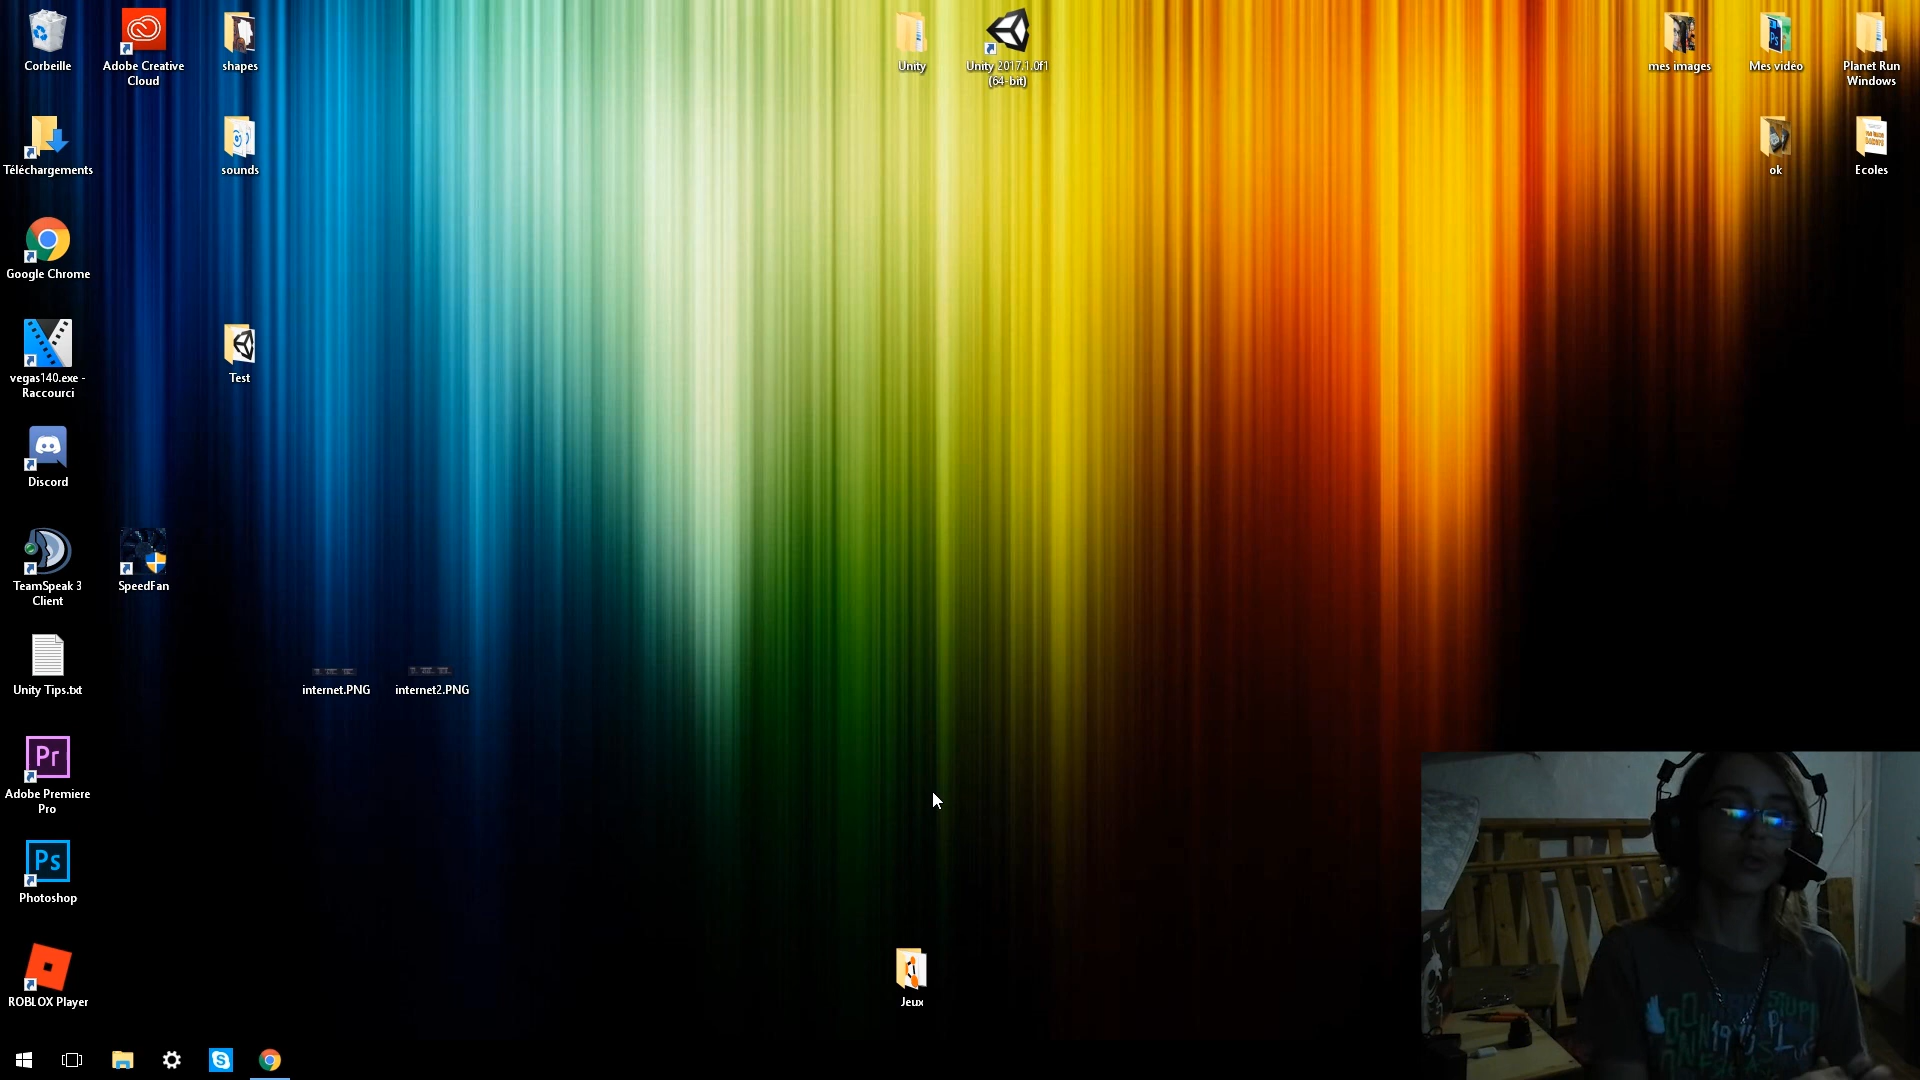 Corbeille
Adobe Creative
Cloud
shapes
Unity
Unity 2017.1.0f1
(64-bit)
mes images
Mes video
Planet Run
Windows
Téléchargements
sounds
ok
Ecoles
Google Chrome
vegas140.exe -
Raccourci
Test
Discord
TeamSpeak 3
Client
SpeedFan
Unity Tips.txt
internet.PNG
internet2.PNG
Pr
Adobe Premiere
Pro
Ps
Photoshop
ROBLOX Player
Jeux